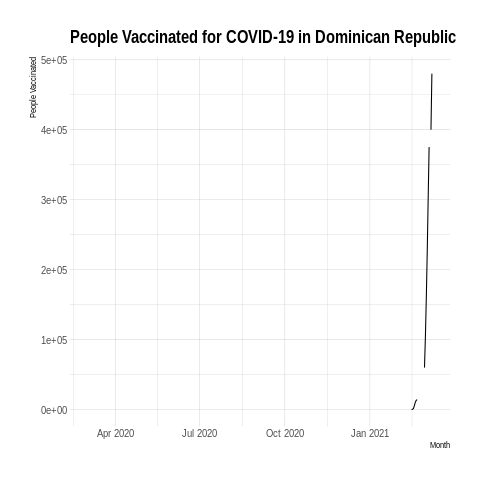 People Vaccinated for COVID-19 in Dominican Republic
People Vaccinated
5e+05
4e+05
3e+05
2e+05
1e+05
0e+00
Apr 2020
Jul 2020
Oct 2020
Jan 2021
Month